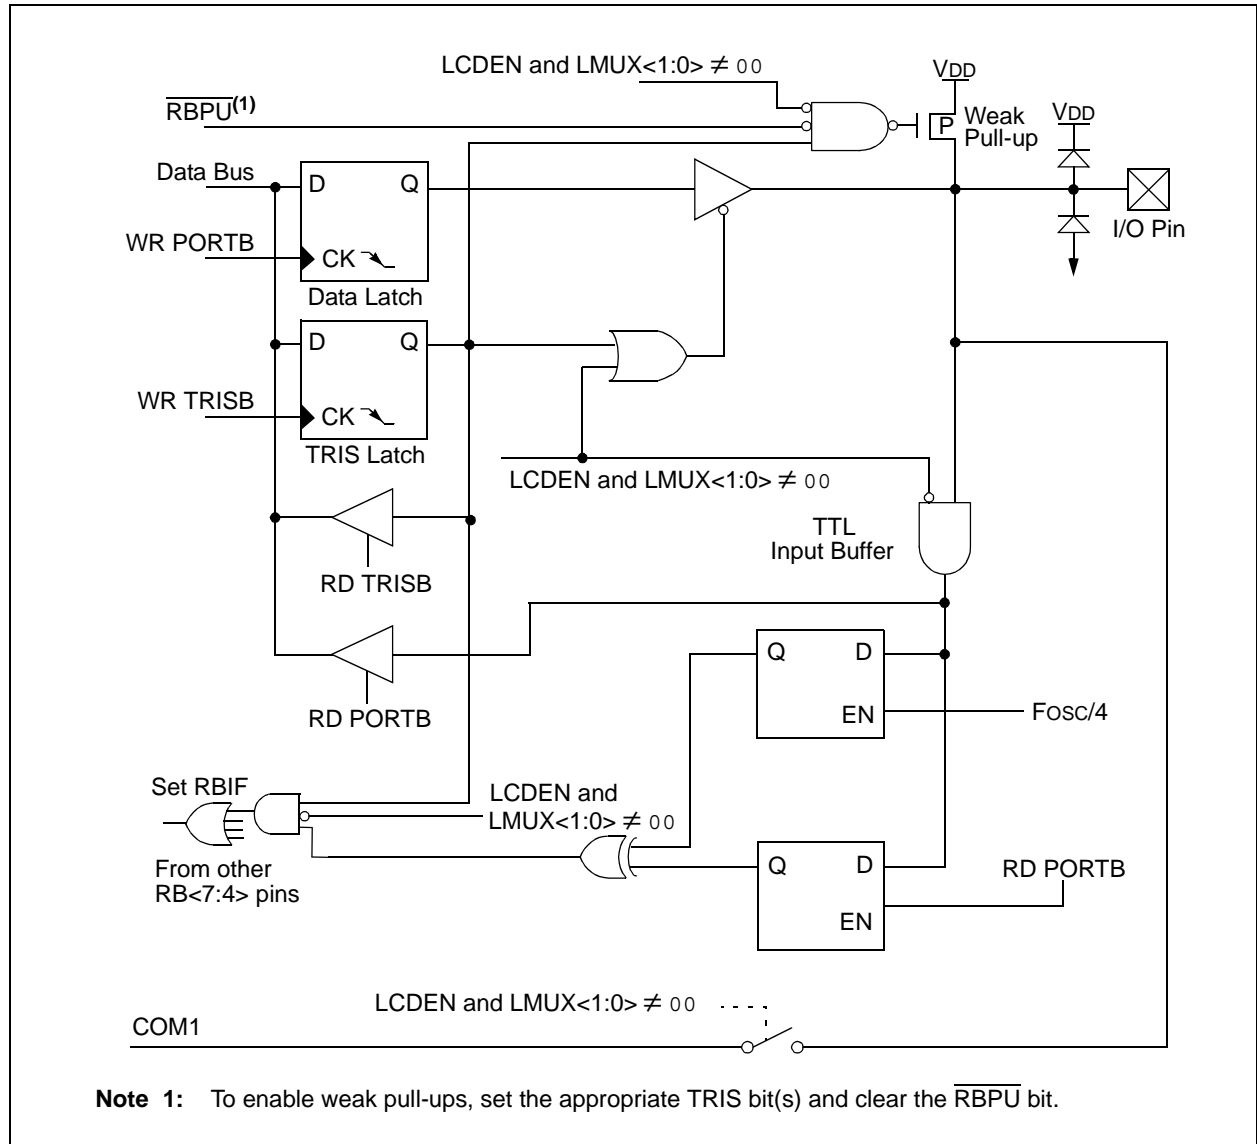 LCDEN and LMUX<1:0> ≠ 00
VDD
RBPU(1)
P
Weak
Pull-up
VDD
Data Bus
D
Q
I/O Pin
WR PORTB
CK
Data Latch
D
Q
WR TRISB
CK
TRIS Latch
LCDEN and LMUX<1:0> ≠ 00
TTL
Input Buffer
RD TRISB
Q
D
EN
FOSC/4
RD PORTB
Set RBIF
LCDEN and
LMUX<1:0> ≠ 00
From other
RB<7:4> pins
Q
D
EN
RD PORTB
LCDEN and LMUX<1:0> ≠ 00
COM1
Note 1: To enable weak pull-ups, set the appropriate TRIS bit(s) and clear the RBPU bit.